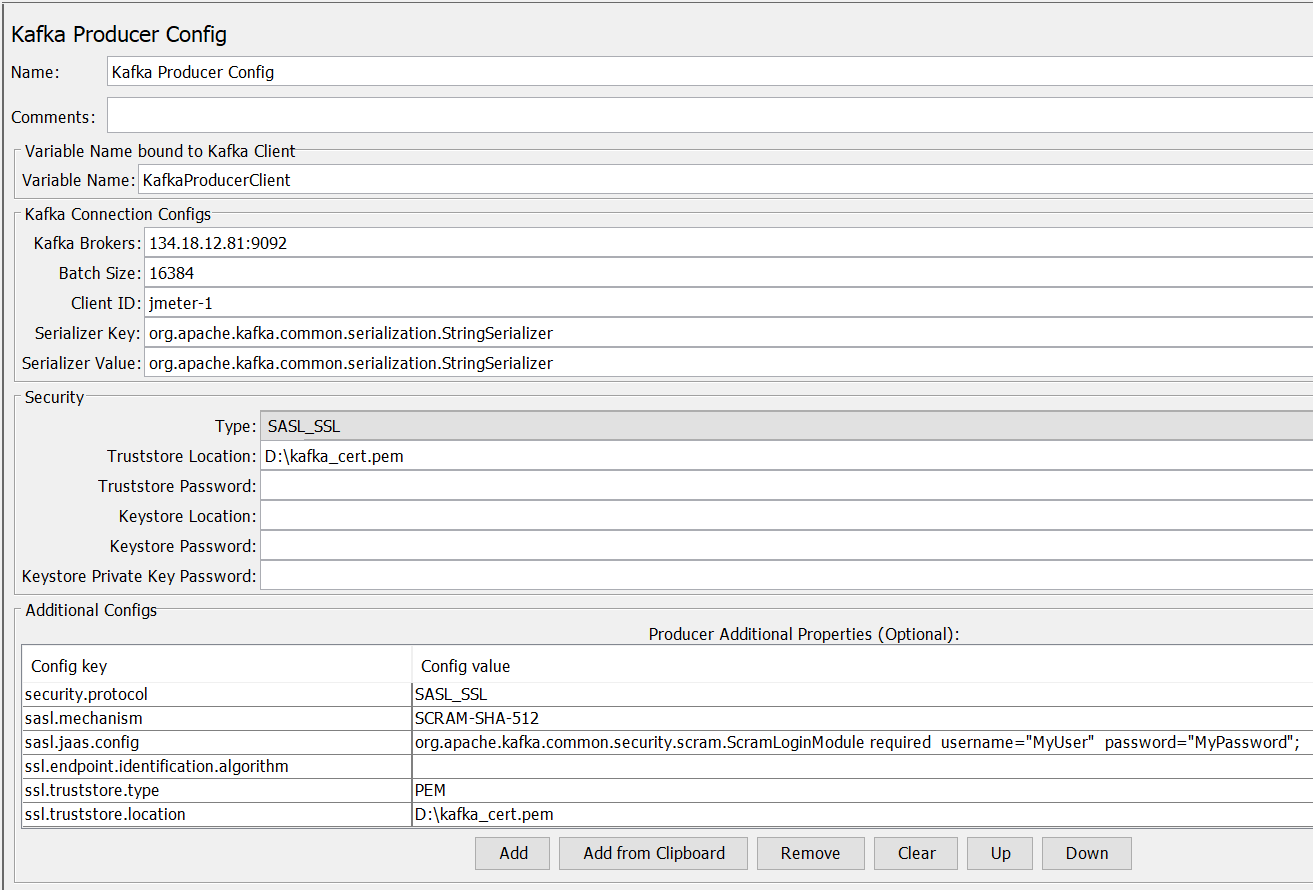 Kafka Producer Config
Name: Kafka Producer Config
Comments:
Variable Name bound to Kafka Client
Variable Name: KafkaProducerClient
Kafka Connection Configs
Kafka Brokers: 134.18.12.81:9092
Batch Size: 16384
Client ID: jmeter-1
Serializer Key: org.apache.kafka.common.serialization.StringSerializer
Serializer Value: org.apache.kafka.common.serialization.StringSerializer
Security
Type: SASL_SSL
Truststore Location: D:\kafka_cert.pem
Truststore Password:
Keystore Location:
Keystore Password:
Keystore Private Key Password:
Additional Configs
Producer Additional Properties (Optional):
Config key Config value
security.protocol SASL_SSL
sasl.mechanism SCRAM-SHA-512
sasl.jaas.config org.apache.kafka.common.security.scram.ScramLoginModule required  username="MyUser"  password="MyPassword";
ssl.endpoint.identification.algorithm
ssl.truststore.type PEM
ssl.truststore.location D:\kafka_cert.pem
Add Add from Clipboard Remove Clear Up Down